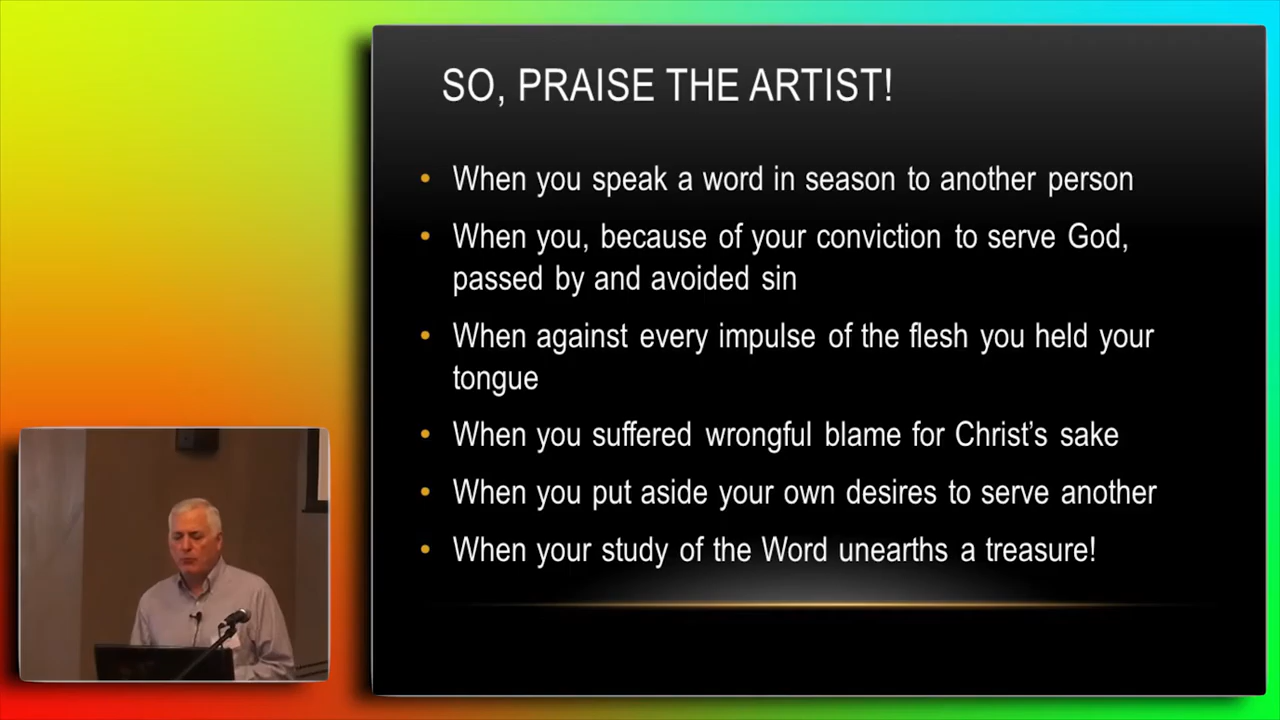 SO, PRAISE THE ARTIST!
• When you speak a word in season to another person
• When you, because of your conviction to serve God,
passed by and avoided sin
• When against every impulse of the flesh you held your
tongue
• When you suffered wrongful blame for Christ’s sake
• When you put aside your own desires to serve another
• When your study of the Word unearths a treasure!